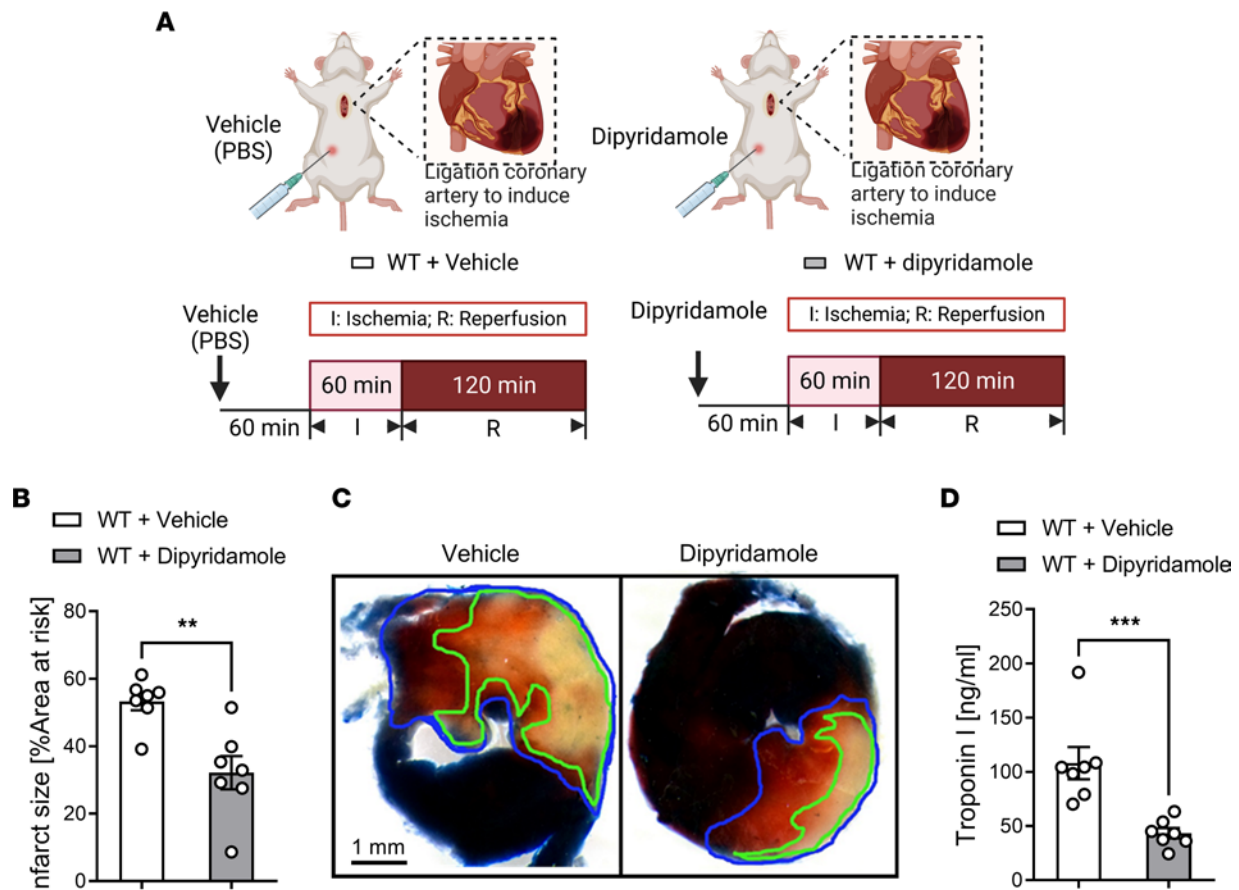 A
Vehicle
(PBS)
Ligation coronary
artery to induce
ischemia
Dipyridamole
Ligation coronary
artery to induce
ischemia
WT + Vehicle
WT + dipyridamole
Vehicle
(PBS)
I: Ischemia; R: Reperfusion
60 min
120 min
60 min
I
R
Dipyridamole
I: Ischemia; R: Reperfusion
60 min
120 min
60 min
I
R
B
WT + Vehicle
WT + Dipyridamole
nfarct size [%Area at risk]
80
60
40
20
0
**
C
Vehicle
Dipyridamole
1 mm
D
WT + Vehicle
WT + Dipyridamole
Troponin I [ng/ml]
250
200
150
100
50
0
***